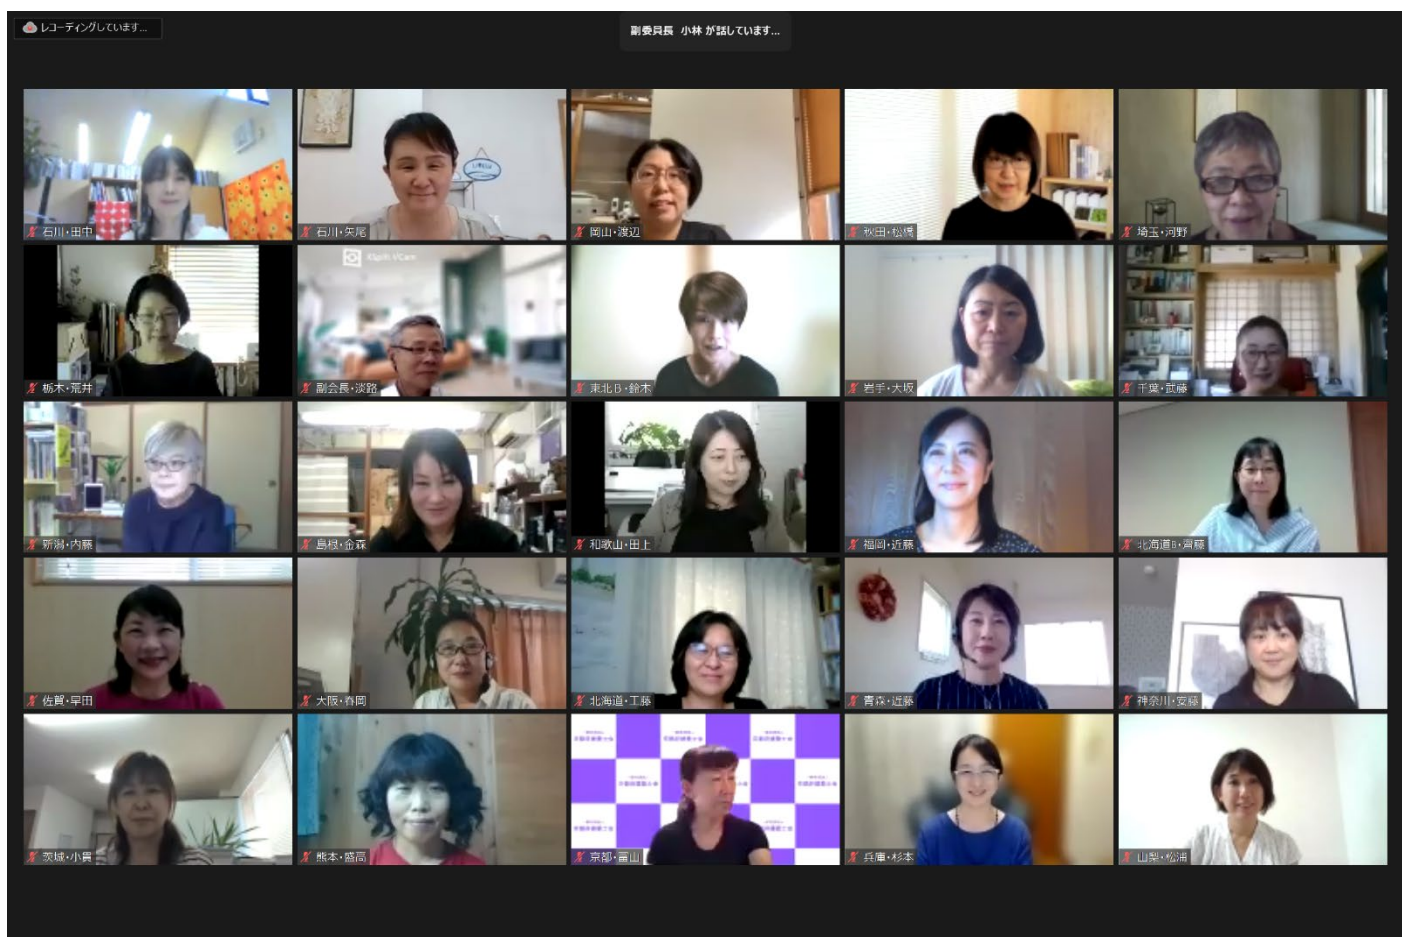 レコーディングしています...
副委員長 小林 が話しています...
石川・田中
石川・矢尾
岡山・渡辺
秋田・松橋
埼玉・河野
栃木・荒井
XSplit VCam
副会長・淡路
東北B・鈴木
岩手・大坂
千葉・武藤
新潟・内藤
島根・金森
和歌山・田上
福岡・近藤
北海道B・齊藤
佐賀・早田
大阪・春岡
北海道・工藤
青森・近藤
神奈川・安藤
茨城・小貫
熊本・盛高
京都・冨山
兵庫・杉本
山梨・松浦